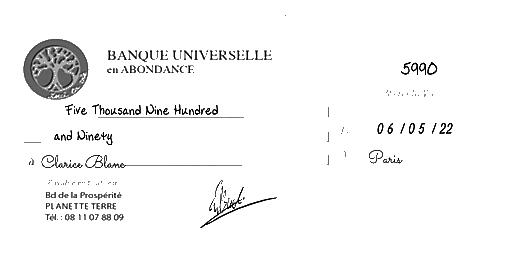 BANQUE UNIVERSELLE
en ABONDANCE
5990
Five Thousand Nine Hundred
and Ninety
06/05/22
à Clarice Blanc
Paris
Bd de la Prospérité
PLANETTE TERRE
Tél. : 08 11 07 88 09